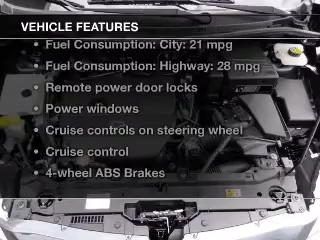 VEHICLE FEATURES
• Fuel Consumption: City: 21 mpg
• Fuel Consumption: Highway: 28 mpg
• Remote power door locks
• Power windows
• Cruise controls on steering wheel
• Cruise control
• 4-wheel ABS Brakes